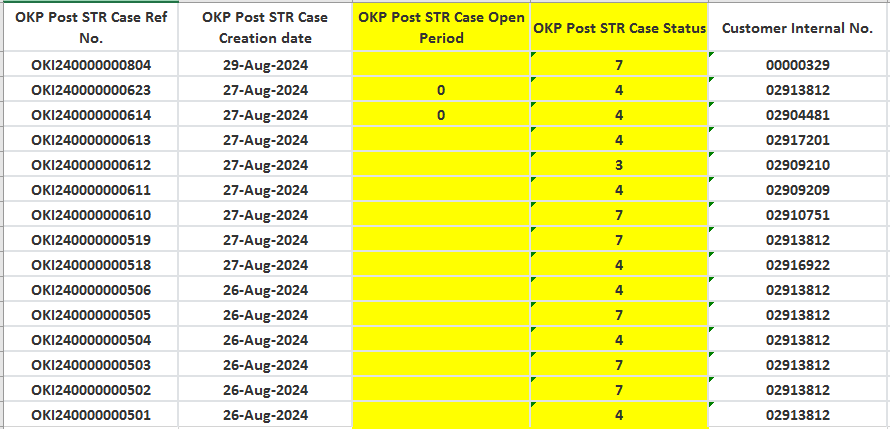 OKP Post STR Case Ref No. OKP Post STR Case Creation date OKP Post STR Case Open Period OKP Post STR Case Status Customer Internal No.
OKI240000000804 29-Aug-2024 7 00000329
OKI240000000623 27-Aug-2024 0 4 02913812
OKI240000000614 27-Aug-2024 0 4 02904481
OKI240000000613 27-Aug-2024 4 02917201
OKI240000000612 27-Aug-2024 3 02909210
OKI240000000611 27-Aug-2024 4 02909209
OKI240000000610 27-Aug-2024 7 02910751
OKI240000000519 27-Aug-2024 7 02913812
OKI240000000518 27-Aug-2024 4 02916922
OKI240000000506 26-Aug-2024 4 02913812
OKI240000000505 26-Aug-2024 7 02913812
OKI240000000504 26-Aug-2024 4 02913812
OKI240000000503 26-Aug-2024 7 02913812
OKI240000000502 26-Aug-2024 7 02913812
OKI240000000501 26-Aug-2024 4 02913812